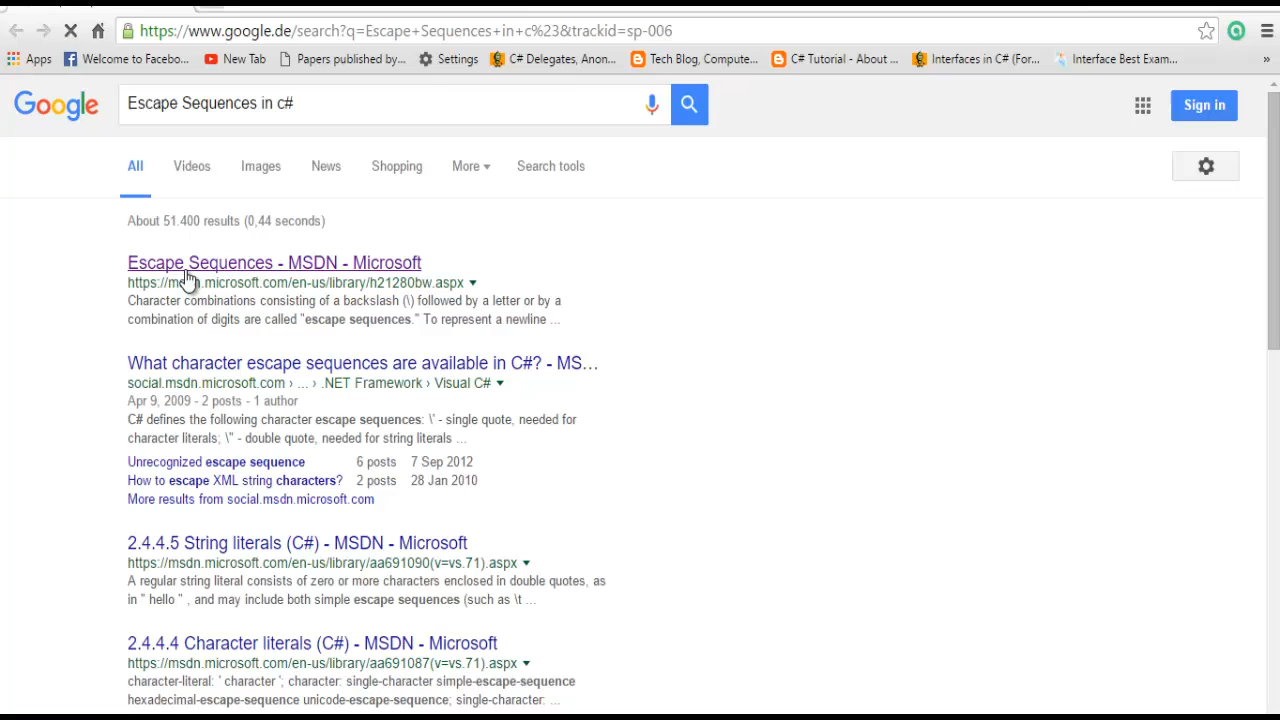 https://www.google.de/search?q=Escape+Sequences+in+c%23&trackid=sp-006
Apps Welcome to Facebo... New Tab Papers published by... Settings C# Delegates, Anon... Tech Blog, Compute... C# Tutorial - About ... Interfaces in C# (For... Interface Best Exam... »
Google Escape Sequences in c# Sign in
All Videos Images News Shopping More Search tools
About 51.400 results (0,44 seconds)
Escape Sequences - MSDN - Microsoft
https://msdn.microsoft.com/en-us/library/h21280bw.aspx
Character combinations consisting of a backslash (\) followed by a letter or by a
combination of digits are called "escape sequences." To represent a newline ...
What character escape sequences are available in C#? - MS...
social.msdn.microsoft.com › ... › .NET Framework › Visual C#
Apr 9, 2009 - 2 posts - 1 author
C# defines the following character escape sequences: \' - single quote, needed for
character literals; \" - double quote, needed for string literals ...
Unrecognized escape sequence 6 posts 7 Sep 2012
How to escape XML string characters? 2 posts 28 Jan 2010
More results from social.msdn.microsoft.com
2.4.4.5 String literals (C#) - MSDN - Microsoft
https://msdn.microsoft.com/en-us/library/aa691090(v=vs.71).aspx
A regular string literal consists of zero or more characters enclosed in double quotes, as
in " hello " , and may include both simple escape sequences (such as \t ...
2.4.4.4 Character literals (C#) - MSDN - Microsoft
https://msdn.microsoft.com/en-us/library/aa691087(v=vs.71).aspx
character-literal: ' character '; character: single-character simple-escape-sequence
hexadecimal-escape-sequence unicode-escape-sequence; single-character: ...